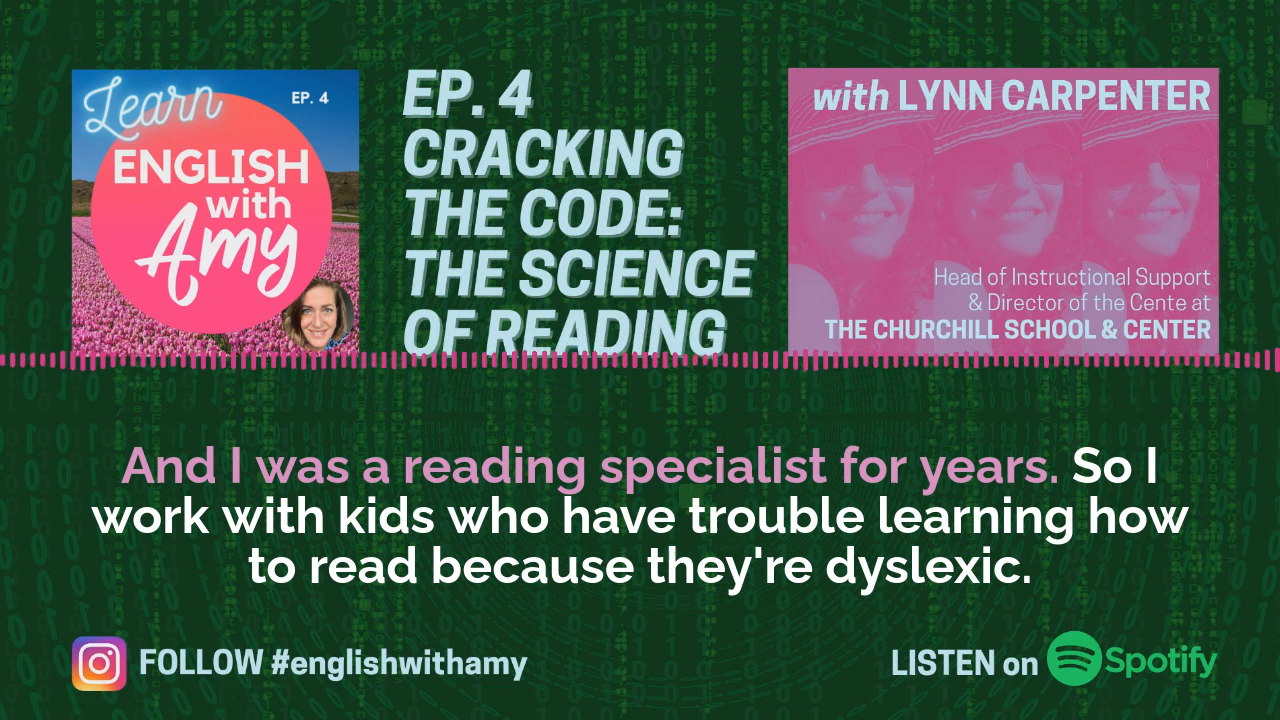 Learn
EP. 4
ENGLISH
with
Amy
EP. 4
CRACKING
THE CODE:
THE SCIENCE
OF READING
with LYNN CARPENTER
Head of Instructional Support
& Director of the Cente at
THE CHURCHILL SCHOOL & CENTER
And I was a reading specialist for years. So I
work with kids who have trouble learning how
to read because they're dyslexic.
FOLLOW #englishwithamy
LISTEN on Spotify